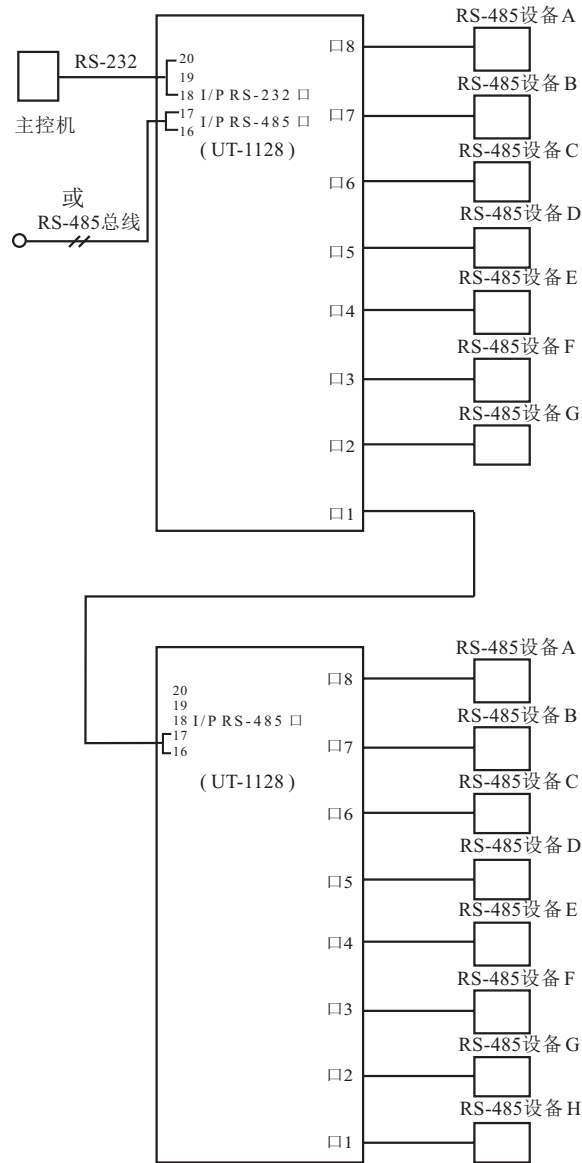 RS-485设备A
20
口8
RS-232
19
18 I/P RS-232 口
RS-485设备B
17 I/P RS-485 口
口7
主控机
16
(UT-1128)
RS-485设备C
口6
或
RS-485总线
RS-485设备D
口5
RS-485设备E
口4
RS-485设备F
口3
RS-485设备G
口2
口1
RS-485设备A
口8
20
19
18 I/P RS-485 口
17
16
RS-485设备B
口7
(UT-1128)
RS-485设备C
口6
RS-485设备D
口5
RS-485设备E
口4
RS-485设备F
口3
RS-485设备G
口2
RS-485设备H
口1